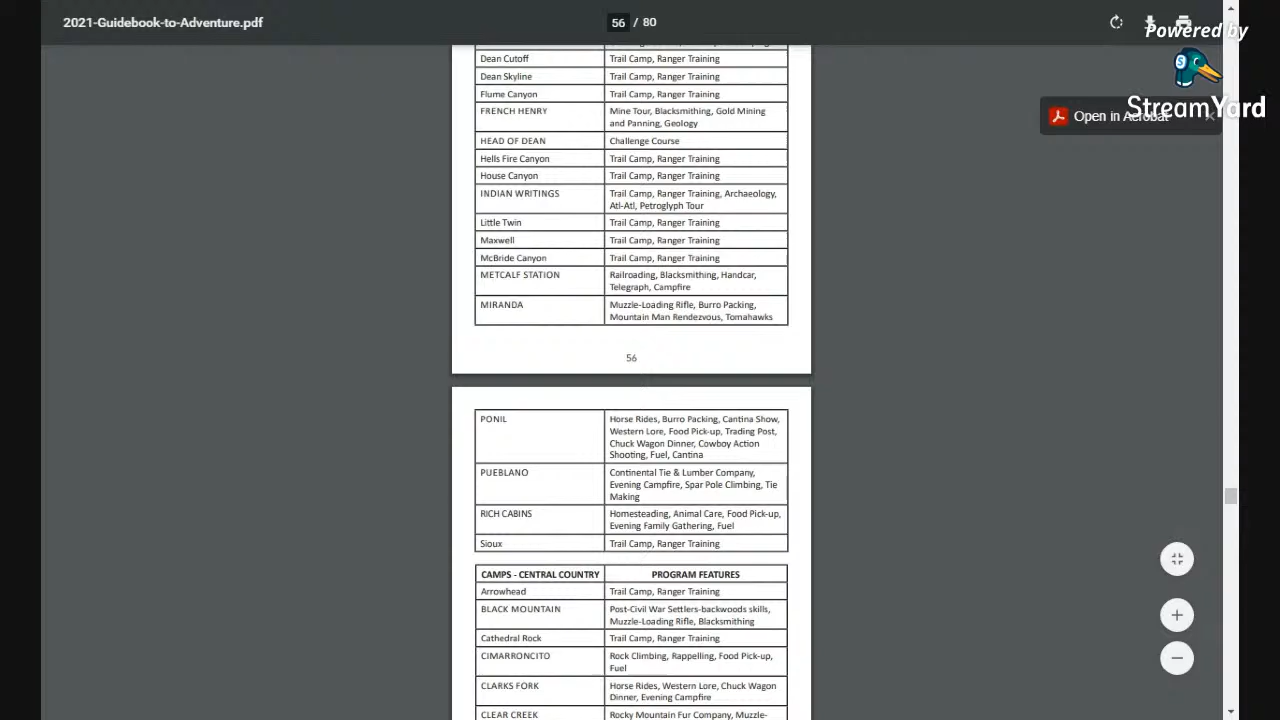 2021-Guidebook-to-Adventure.pdf
56 / 80
Powered by
StreamYard
Open in Acrobat
Dean Cutoff Trail Camp, Ranger Training
Dean Skyline Trail Camp, Ranger Training
Flume Canyon Trail Camp, Ranger Training
FRENCH HENRY Mine Tour, Blacksmithing, Gold Mining
and Panning, Geology
HEAD OF DEAN Challenge Course
Hells Fire Canyon Trail Camp, Ranger Training
House Canyon Trail Camp, Ranger Training
INDIAN WRITINGS Trail Camp, Ranger Training, Archaeology,
Atl-Atl, Petroglyph Tour
Little Twin Trail Camp, Ranger Training
Maxwell Trail Camp, Ranger Training
McBride Canyon Trail Camp, Ranger Training
METCALF STATION Railroading, Blacksmithing, Handcar,
Telegraph, Campfire
MIRANDA Muzzle-Loading Rifle, Burro Packing,
Mountain Man Rendezvous, Tomahawks
56
PONIL Horse Rides, Burro Packing, Cantina Show,
Western Lore, Food Pick-up, Trading Post,
Chuck Wagon Dinner, Cowboy Action
Shooting, Fuel, Cantina
PUEBLANO Continental Tie & Lumber Company,
Evening Campfire, Spar Pole Climbing, Tie
Making
RICH CABINS Homesteading, Animal Care, Food Pick-up,
Evening Family Gathering, Fuel
Sioux Trail Camp, Ranger Training
CAMPS - CENTRAL COUNTRY PROGRAM FEATURES
Arrowhead Trail Camp, Ranger Training
BLACK MOUNTAIN Post-Civil War Settlers-backwoods skills,
Muzzle-Loading Rifle, Blacksmithing
Cathedral Rock Trail Camp, Ranger Training
CIMARRONCITO Rock Climbing, Rappelling, Food Pick-up,
Fuel
CLARKS FORK Horse Rides, Western Lore, Chuck Wagon
Dinner, Evening Campfire
CLEAR CREEK Rocky Mountain Fur Company, Muzzle-